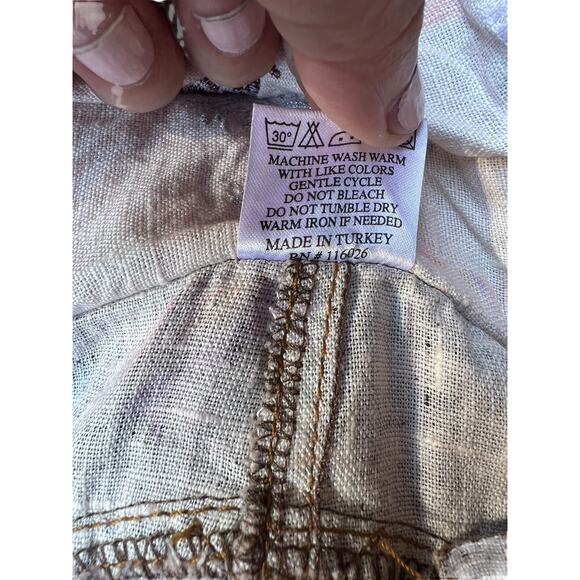 30°
MACHINE WASH WARM
WITH LIKE COLORS
GENTLE CYCLE
DO NOT BLEACH
DO NOT TUMBLE DRY
WARM IRON IF NEEDED
MADE IN TURKEY
RN # 116026